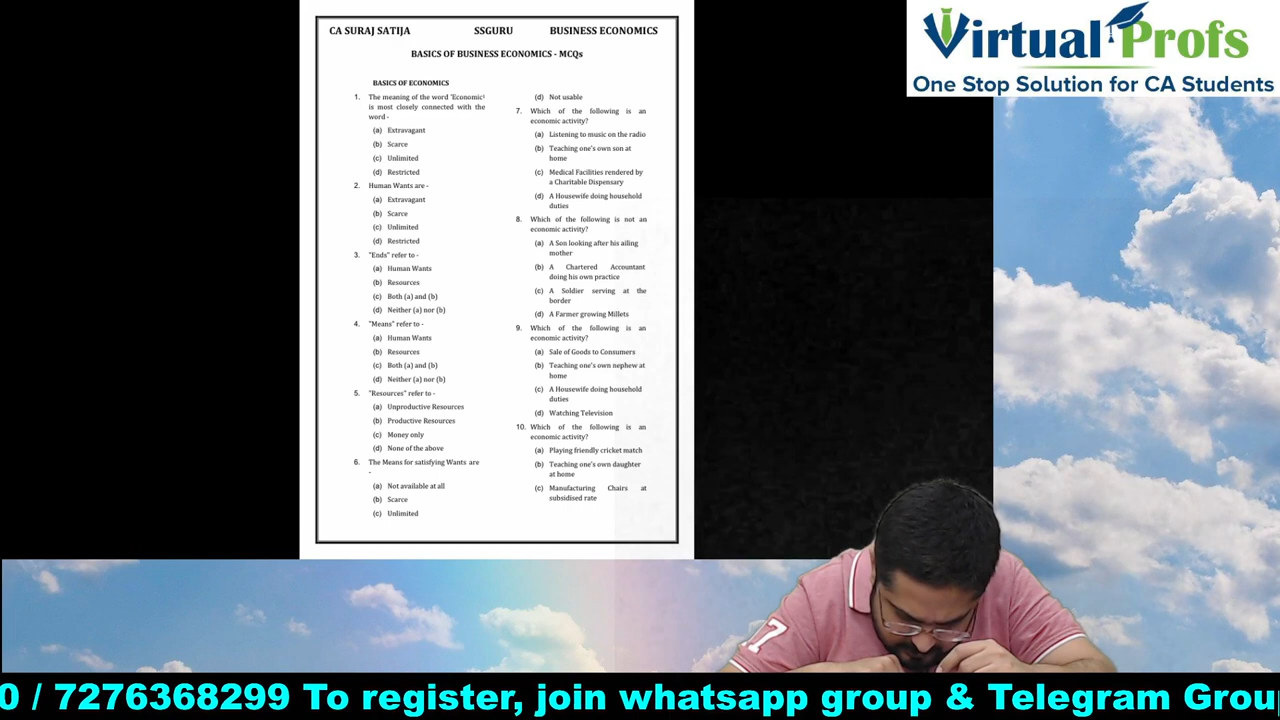 CA SURAJ SATIJA SSGURU BUSINESS ECONOMICS
BASICS OF BUSINESS ECONOMICS - MCQs
BASICS OF ECONOMICS
1. The meaning of the word 'Economic'
is most closely connected with the
word -
(a) Extravagant
(b) Scarce
(c) Unlimited
(d) Restricted
2. Human Wants are -
(a) Extravagant
(b) Scarce
(c) Unlimited
(d) Restricted
3. "Ends" refer to -
(a) Human Wants
(b) Resources
(c) Both (a) and (b)
(d) Neither (a) nor (b)
4. "Means" refer to -
(a) Human Wants
(b) Resources
(c) Both (a) and (b)
(d) Neither (a) nor (b)
5. "Resources" refer to -
(a) Unproductive Resources
(b) Productive Resources
(c) Money only
(d) None of the above
6. The Means for satisfying Wants are
-
(a) Not available at all
(b) Scarce
(c) Unlimited
(d) Not usable
7. Which of the following is an
economic activity?
(a) Listening to music on the radio
(b) Teaching one's own son at
home
(c) Medical Facilities rendered by
a Charitable Dispensary
(d) A Housewife doing household
duties
8. Which of the following is not an
economic activity?
(a) A Son looking after his ailing
mother
(b) A Chartered Accountant
doing his own practice
(c) A Soldier serving at the
border
(d) A Farmer growing Millets
9. Which of the following is an
economic activity?
(a) Sale of Goods to Consumers
(b) Teaching one's own nephew at
home
(c) A Housewife doing household
duties
(d) Watching Television
10. Which of the following is an
economic activity?
(a) Playing friendly cricket match
(b) Teaching one's own daughter
at home
(c) Manufacturing Chairs at
subsidised rate
Virtual Profs
One Stop Solution for CA Students
17
0 / 7276368299 To register, join whatsapp group & Telegram Grou